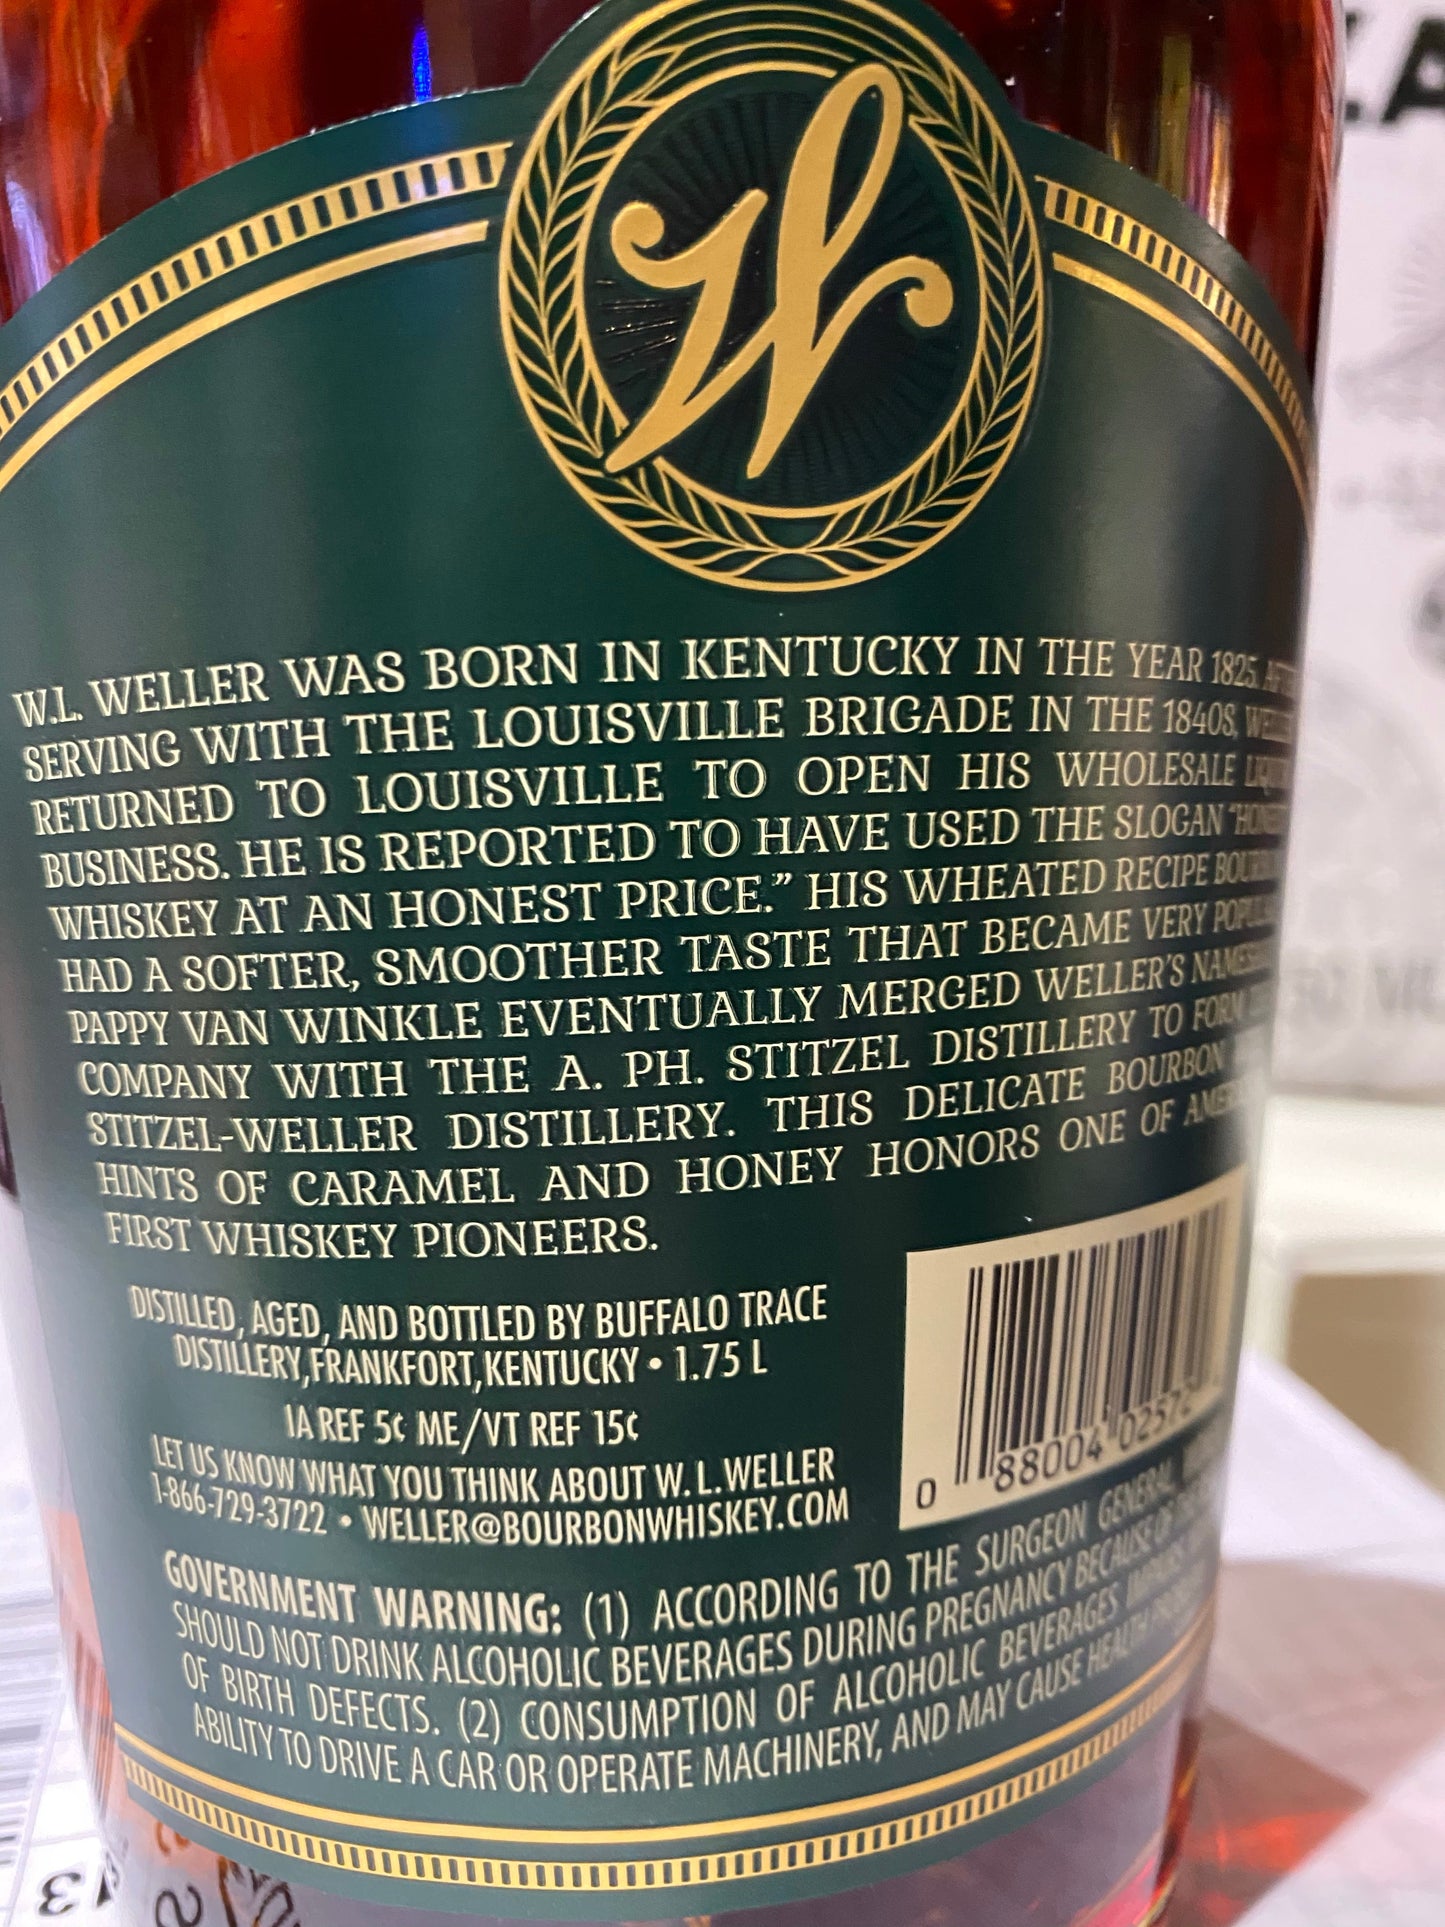 W
W.L. WELLER WAS BORN IN KENTUCKY IN THE YEAR 1825.
SERVING WITH THE LOUISVILLE BRIGADE IN THE 1840S,
RETURNED TO LOUISVILLE TO OPEN HIS WHOLESALE
BUSINESS. HE IS REPORTED TO HAVE USED THE SLOGAN
WHISKEY AT AN HONEST PRICE.” HIS WHEATED RECIPE
HAD A SOFTER, SMOOTHER TASTE THAT BECAME VERY
PAPPY VAN WINKLE EVENTUALLY MERGED WELLER'S
COMPANY WITH THE A. PH. STITZEL DISTILLERY TO FORM
STITZEL-WELLER DISTILLERY. THIS DELICATE BOURBON
HINTS OF CARAMEL AND HONEY HONORS ONE OF
FIRST WHISKEY PIONEERS.
DISTILLED, AGED, AND BOTTLED BY BUFFALO TRACE
DISTILLERY, FRANKFORT, KENTUCKY • 1.75 L
IA REF 5¢ ME/VT REF 15¢
LET US KNOW WHAT YOU THINK ABOUT W.L.WELLER
1-866-729-3722 • WELLER@BOURBONWHISKEY.COM
0 88004 02572
GOVERNMENT WARNING: (1) ACCORDING TO THE SURGEON GENERAL,
SHOULD NOT DRINK ALCOHOLIC BEVERAGES DURING PREGNANCY BECAUSE OF
OF BIRTH DEFECTS. (2) CONSUMPTION OF ALCOHOLIC BEVERAGES IMPAIRS
ABILITY TO DRIVE A CAR OR OPERATE MACHINERY, AND MAY CAUSE HEALTH